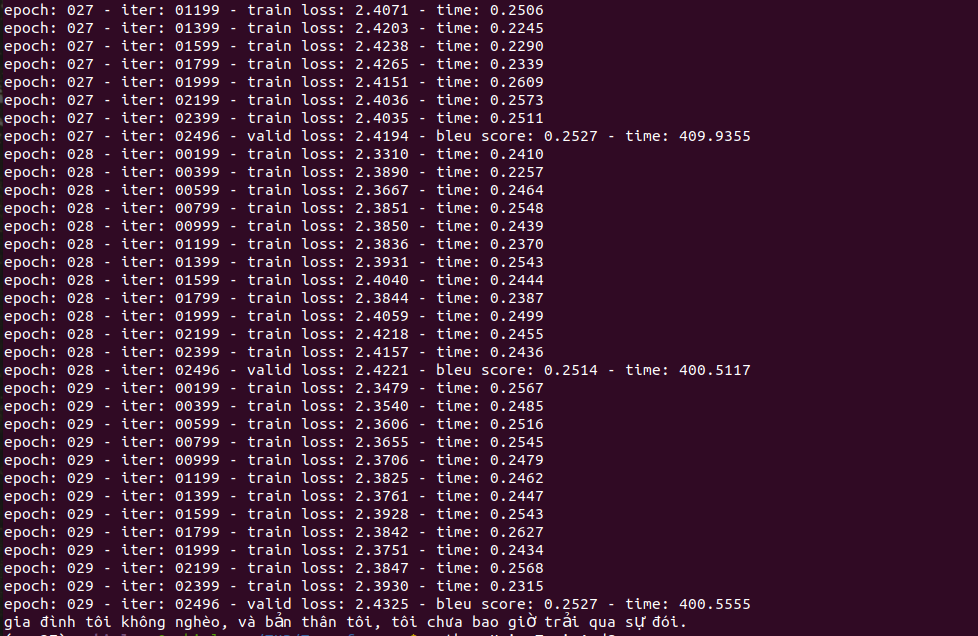 epoch: 027 - iter: 01199 - train loss: 2.4071 - time: 0.2506
epoch: 027 - iter: 01399 - train loss: 2.4203 - time: 0.2245
epoch: 027 - iter: 01599 - train loss: 2.4238 - time: 0.2290
epoch: 027 - iter: 01799 - train loss: 2.4265 - time: 0.2339
epoch: 027 - iter: 01999 - train loss: 2.4151 - time: 0.2609
epoch: 027 - iter: 02199 - train loss: 2.4036 - time: 0.2573
epoch: 027 - iter: 02399 - train loss: 2.4035 - time: 0.2511
epoch: 027 - iter: 02496 - valid loss: 2.4194 - bleu score: 0.2527 - time: 409.9355
epoch: 028 - iter: 00199 - train loss: 2.3310 - time: 0.2410
epoch: 028 - iter: 00399 - train loss: 2.3890 - time: 0.2257
epoch: 028 - iter: 00599 - train loss: 2.3667 - time: 0.2464
epoch: 028 - iter: 00799 - train loss: 2.3851 - time: 0.2548
epoch: 028 - iter: 00999 - train loss: 2.3850 - time: 0.2439
epoch: 028 - iter: 01199 - train loss: 2.3836 - time: 0.2370
epoch: 028 - iter: 01399 - train loss: 2.3931 - time: 0.2543
epoch: 028 - iter: 01599 - train loss: 2.4040 - time: 0.2444
epoch: 028 - iter: 01799 - train loss: 2.3844 - time: 0.2387
epoch: 028 - iter: 01999 - train loss: 2.4059 - time: 0.2499
epoch: 028 - iter: 02199 - train loss: 2.4218 - time: 0.2455
epoch: 028 - iter: 02399 - train loss: 2.4157 - time: 0.2436
epoch: 028 - iter: 02496 - valid loss: 2.4221 - bleu score: 0.2514 - time: 400.5117
epoch: 029 - iter: 00199 - train loss: 2.3479 - time: 0.2567
epoch: 029 - iter: 00399 - train loss: 2.3540 - time: 0.2485
epoch: 029 - iter: 00599 - train loss: 2.3606 - time: 0.2516
epoch: 029 - iter: 00799 - train loss: 2.3655 - time: 0.2545
epoch: 029 - iter: 00999 - train loss: 2.3706 - time: 0.2479
epoch: 029 - iter: 01199 - train loss: 2.3825 - time: 0.2462
epoch: 029 - iter: 01399 - train loss: 2.3761 - time: 0.2447
epoch: 029 - iter: 01599 - train loss: 2.3928 - time: 0.2543
epoch: 029 - iter: 01799 - train loss: 2.3842 - time: 0.2627
epoch: 029 - iter: 01999 - train loss: 2.3751 - time: 0.2434
epoch: 029 - iter: 02199 - train loss: 2.3847 - time: 0.2568
epoch: 029 - iter: 02399 - train loss: 2.3930 - time: 0.2315
epoch: 029 - iter: 02496 - valid loss: 2.4325 - bleu score: 0.2527 - time: 400.5555
gia đình tôi không nghèo, và bản thân tôi, tôi chưa bao giờ trải qua sự đói.